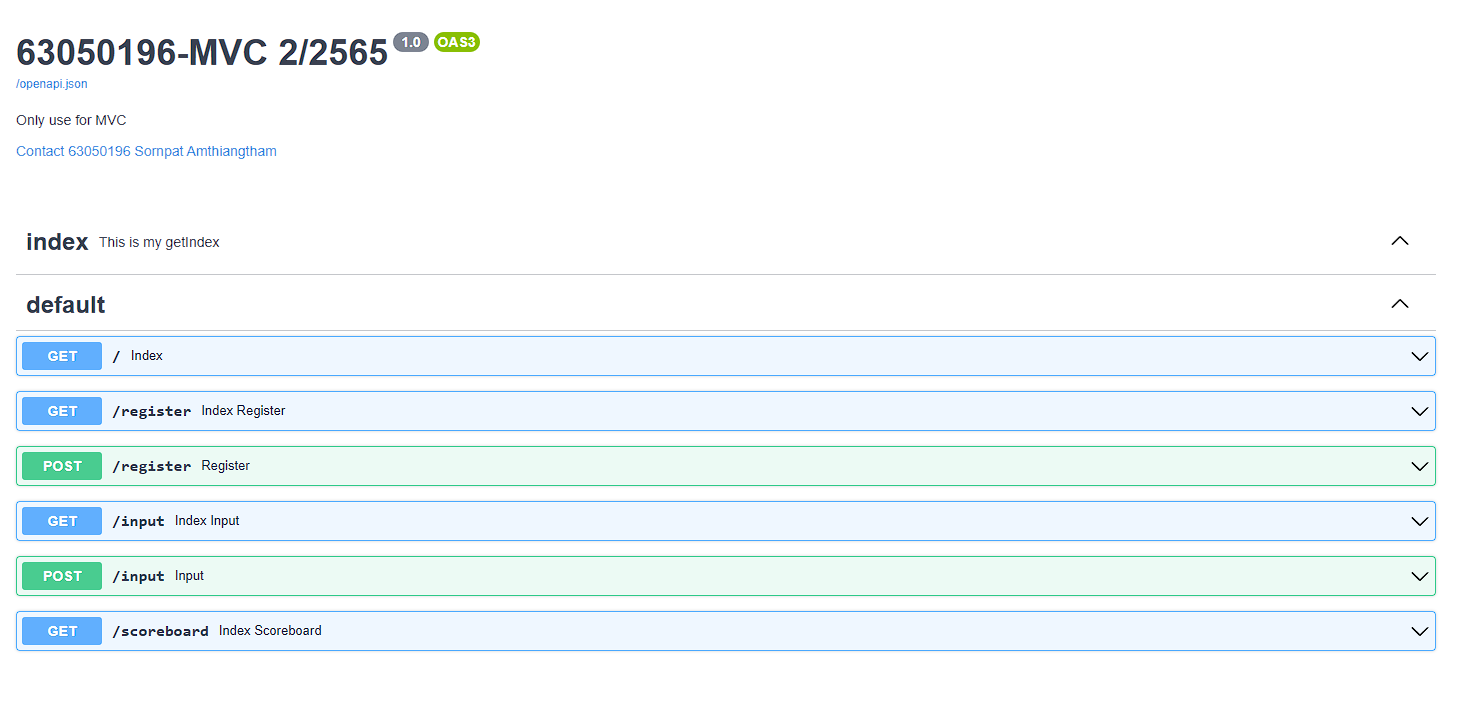 63050196-MVC 2/2565 1.0 OAS3
/openapi.json
Only use for MVC
Contact 63050196 Sornpat Amthiangtham
index This is my getIndex
default
GET / Index
GET /register Index Register
POST /register Register
GET /input Index Input
POST /input Input
GET /scoreboard Index Scoreboard